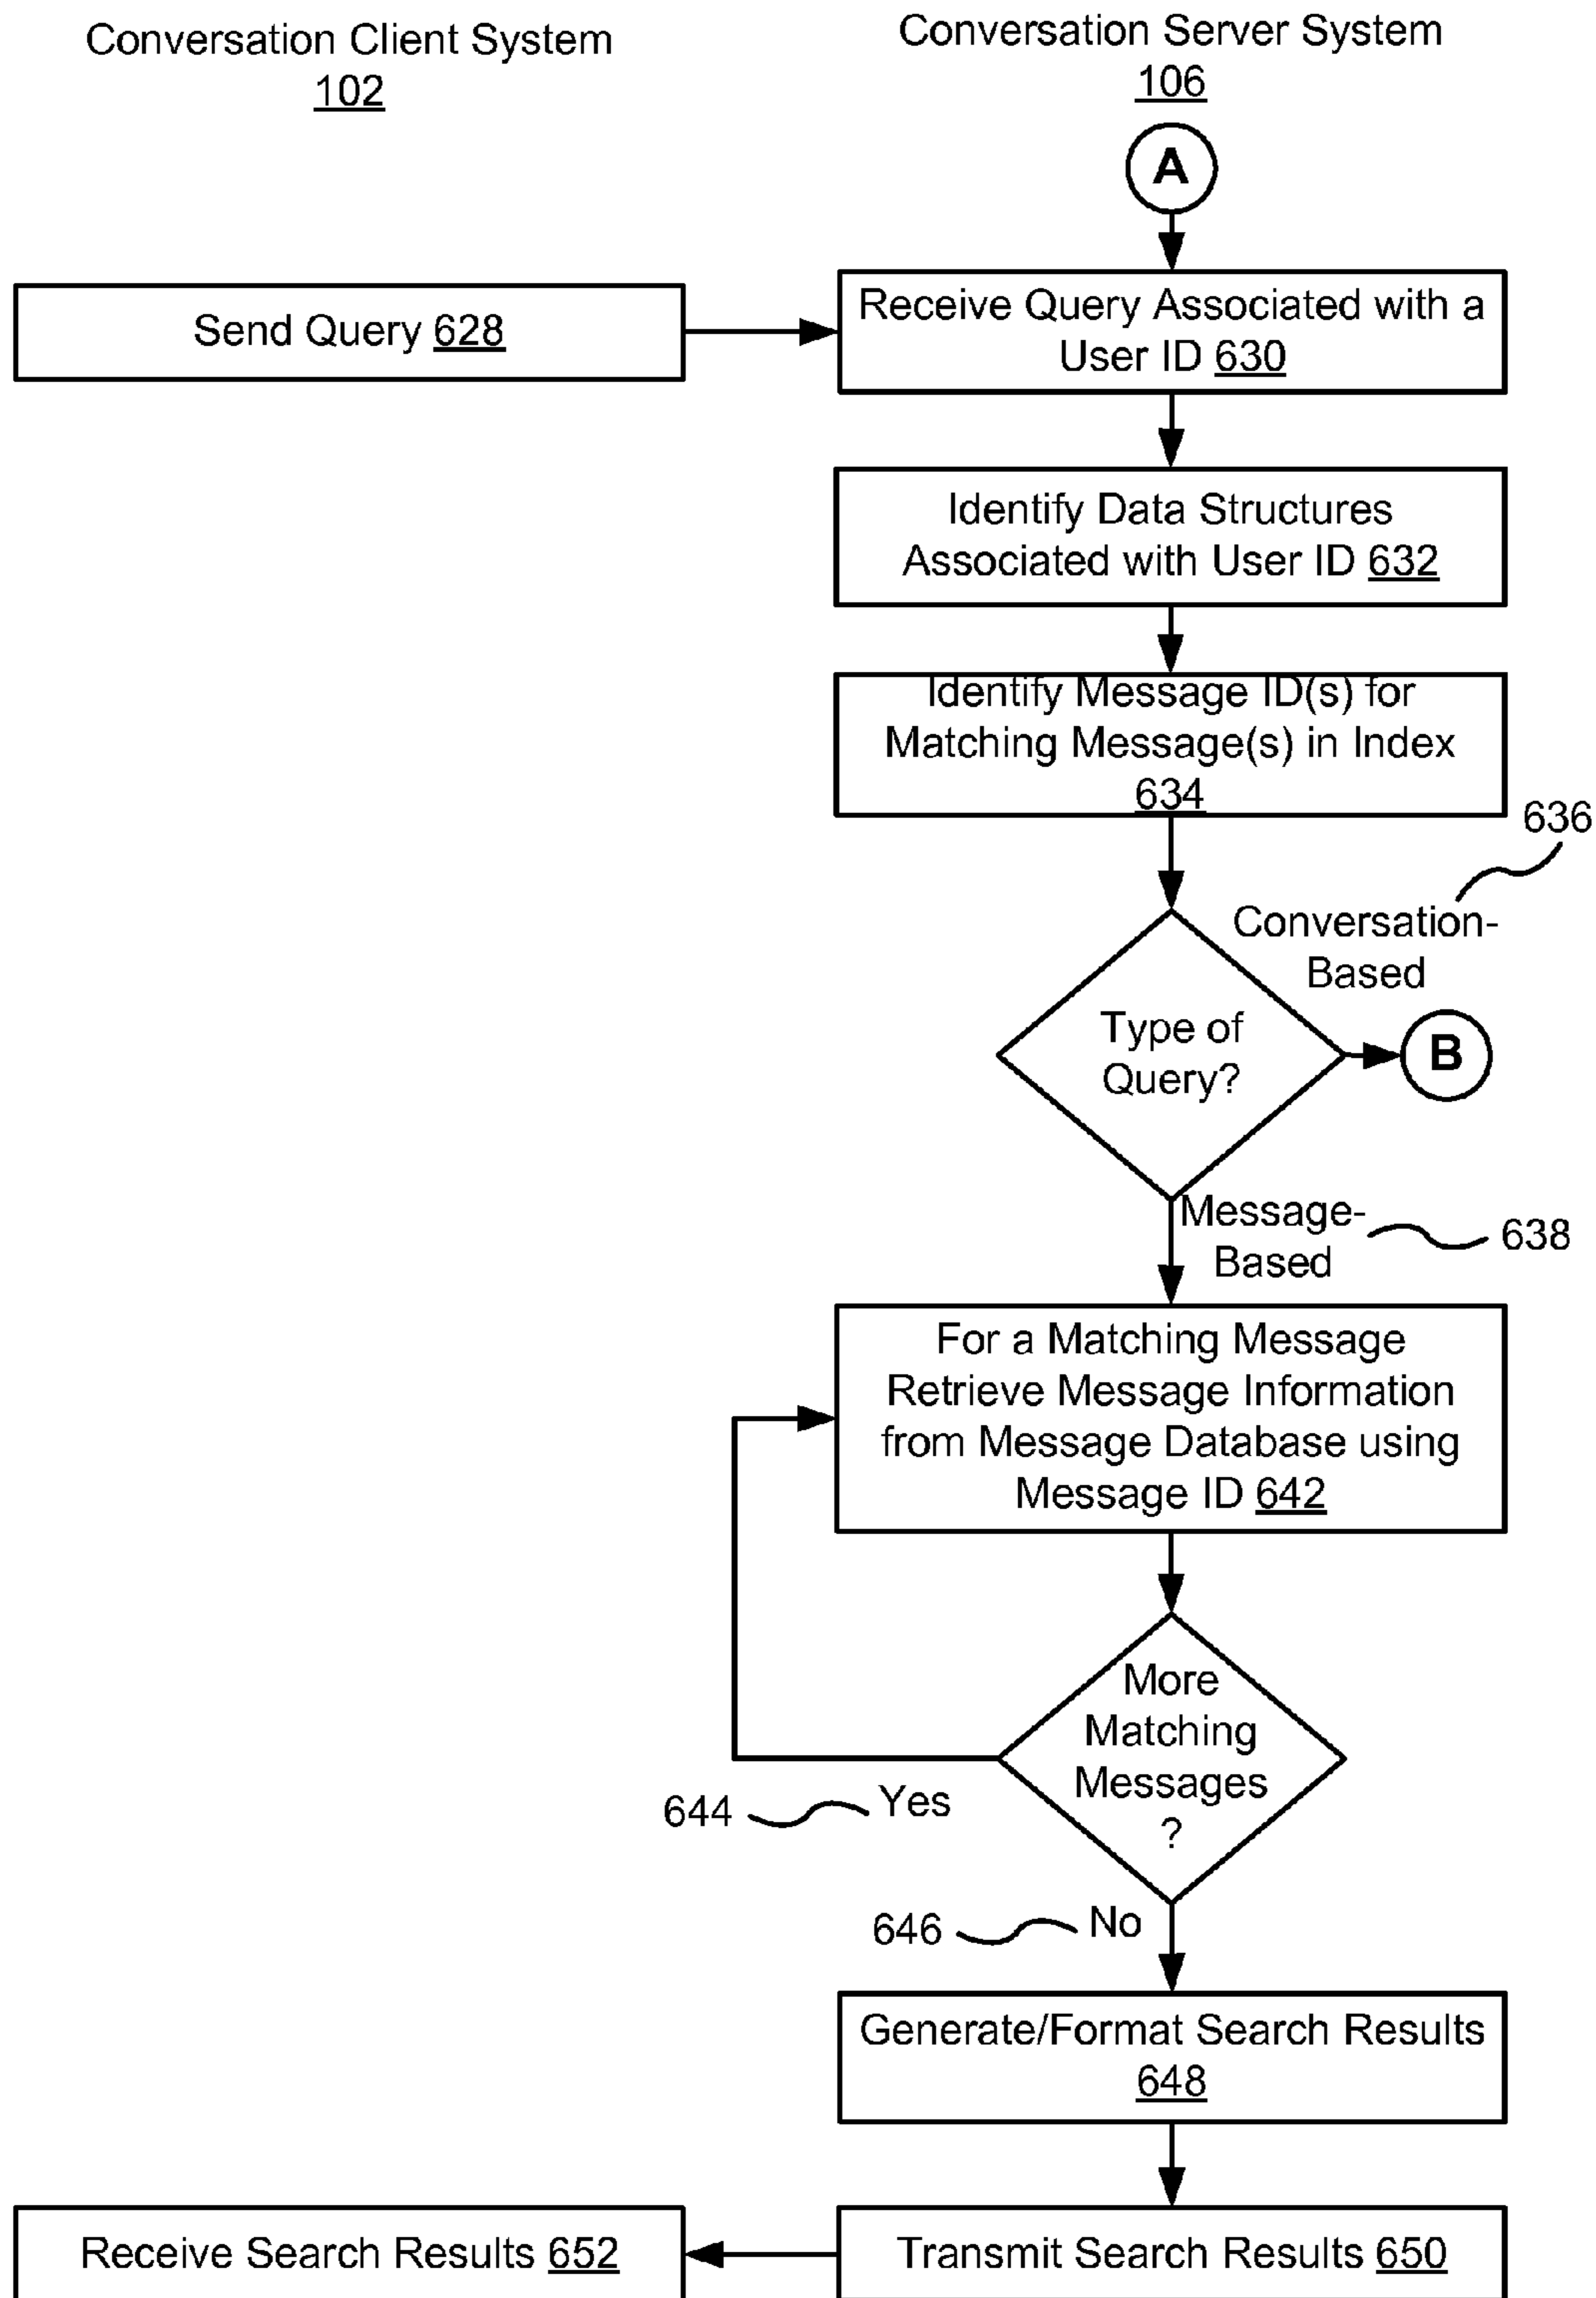 Conversation Client System
102
Conversation Server System
106
A
Send Query 628
Receive Query Associated with a
User ID 630
Identify Data Structures
Associated with User ID 632
Identify Message ID(s) for
Matching Message(s) in Index
634
636
Conversation-
Based
Type of
Query?
B
Message-
Based
638
For a Matching Message
Retrieve Message Information
from Message Database using
Message ID 642
More
Matching
Messages
?
644
Yes
646
No
Generate/Format Search Results
648
Receive Search Results 652
Transmit Search Results 650